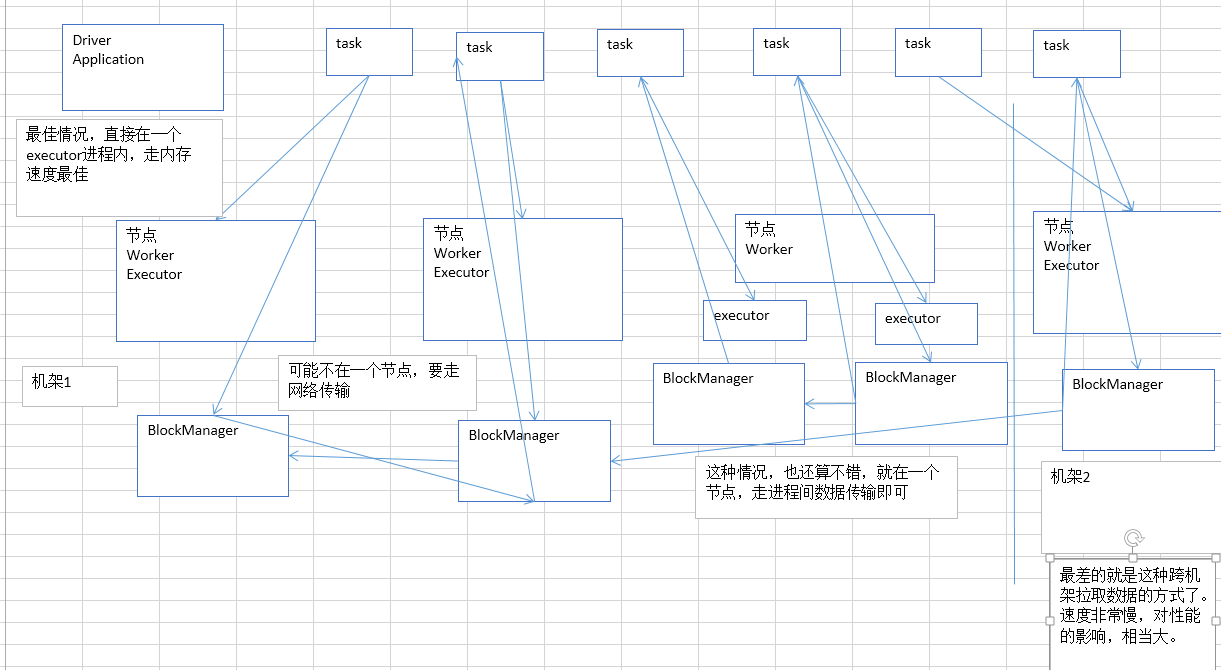 Driver
Application
task
task
task
task
task
task
最佳情况，直接在一个
executor进程内，走内存
速度最佳
节点
Worker
Executor
节点
Worker
Executor
节点
Worker
节点
Worker
Executor
executor
executor
机架1
可能不在一个节点，要走
网络传输
BlockManager
BlockManager
BlockManager
BlockManager
BlockManager
这种情况，也还算不错，就在一个
节点，走进程间数据传输即可
机架2
最差的就是这种跨机
架拉取数据的方式了。
速度非常慢，对性能
的影响，相当大。